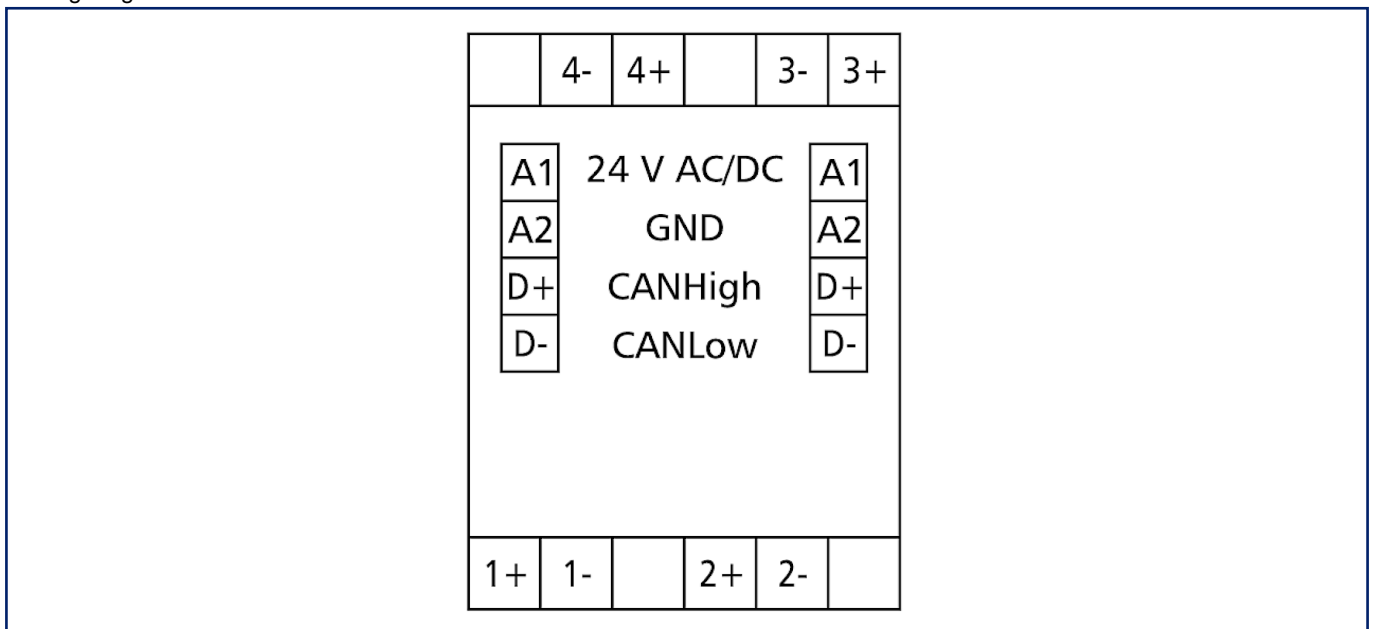 4- 4+ 3- 3+
A1 24 V AC/DC A1
A2 GND A2
D+ CANHigh D+
D- CANLow D-
1+ 1- 2+ 2-